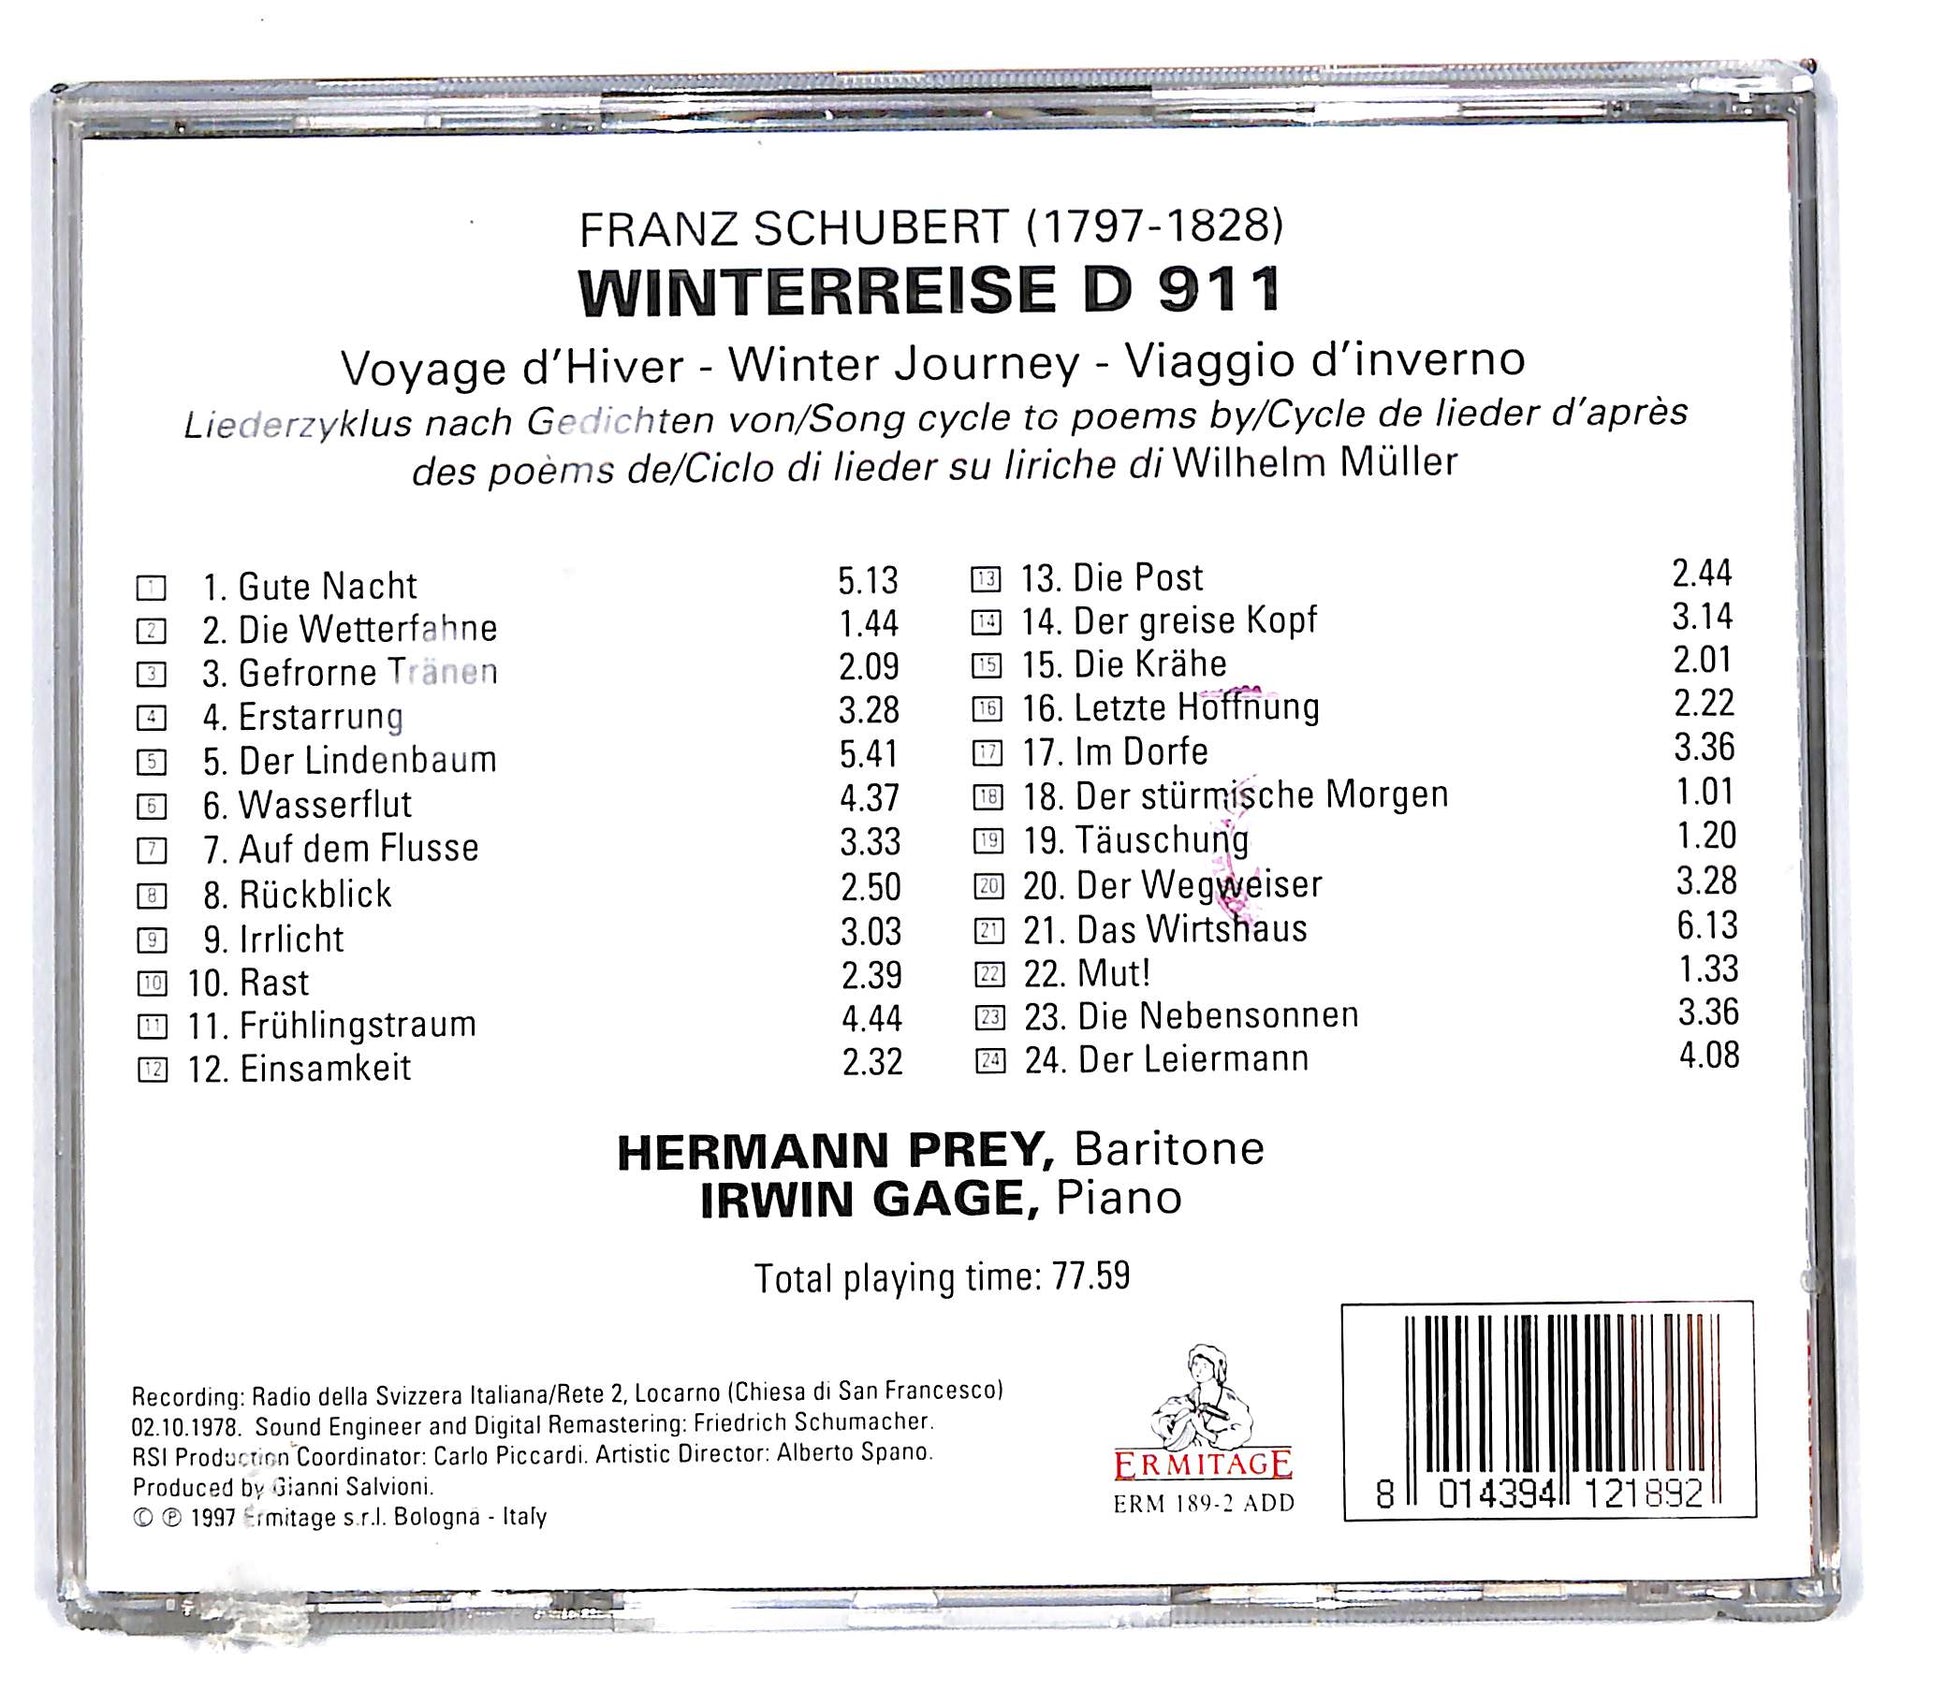 FRANZ SCHUBERT (1797-1828)
WINTERREISE D 911
Voyage d'Hiver - Winter Journey - Viaggio d'inverno
Liederzyklus nach Gedichten von/Song cycle to poems by/Cycle de lieder d'après
des poèms de/Ciclo di lieder su liriche di Wilhelm Müller
1 1. Gute Nacht 5.13
2 2. Die Wetterfahne 1.44
3 3. Gefrorne Tränen 2.09
4 4. Erstarrung 3.28
5 5. Der Lindenbaum 5.41
6 6. Wasserflut 4.37
7 7. Auf dem Flusse 3.33
8 8. Rückblick 2.50
9 9. Irrlicht 3.03
10 10. Rast 2.39
11 11. Frühlingstraum 4.44
12 12. Einsamkeit 2.32
13 13. Die Post 2.44
14 14. Der greise Kopf 3.14
15 15. Die Krähe 2.01
16 16. Letzte Hoffnung 2.22
17 17. Im Dorfe 3.36
18 18. Der stürmische Morgen 1.01
19 19. Täuschung 1.20
20 20. Der Wegweiser 3.28
21 21. Das Wirtshaus 6.13
22 22. Mut! 1.33
23 23. Die Nebensonnen 3.36
24 24. Der Leiermann 4.08
HERMANN PREY, Baritone
IRWIN GAGE, Piano
Total playing time: 77.59
Recording: Radio della Svizzera Italiana/Rete 2, Locarno (Chiesa di San Francesco)
02.10.1978. Sound Engineer and Digital Remastering: Friedrich Schumacher.
RSI Production Coordinator: Carlo Piccardi. Artistic Director: Alberto Spano.
Produced by Gianni Salvioni.
© ℗ 1997 Ermitage s.r.l. Bologna - Italy
ERMITAGE
ERM 189-2 ADD
8 014394 121892